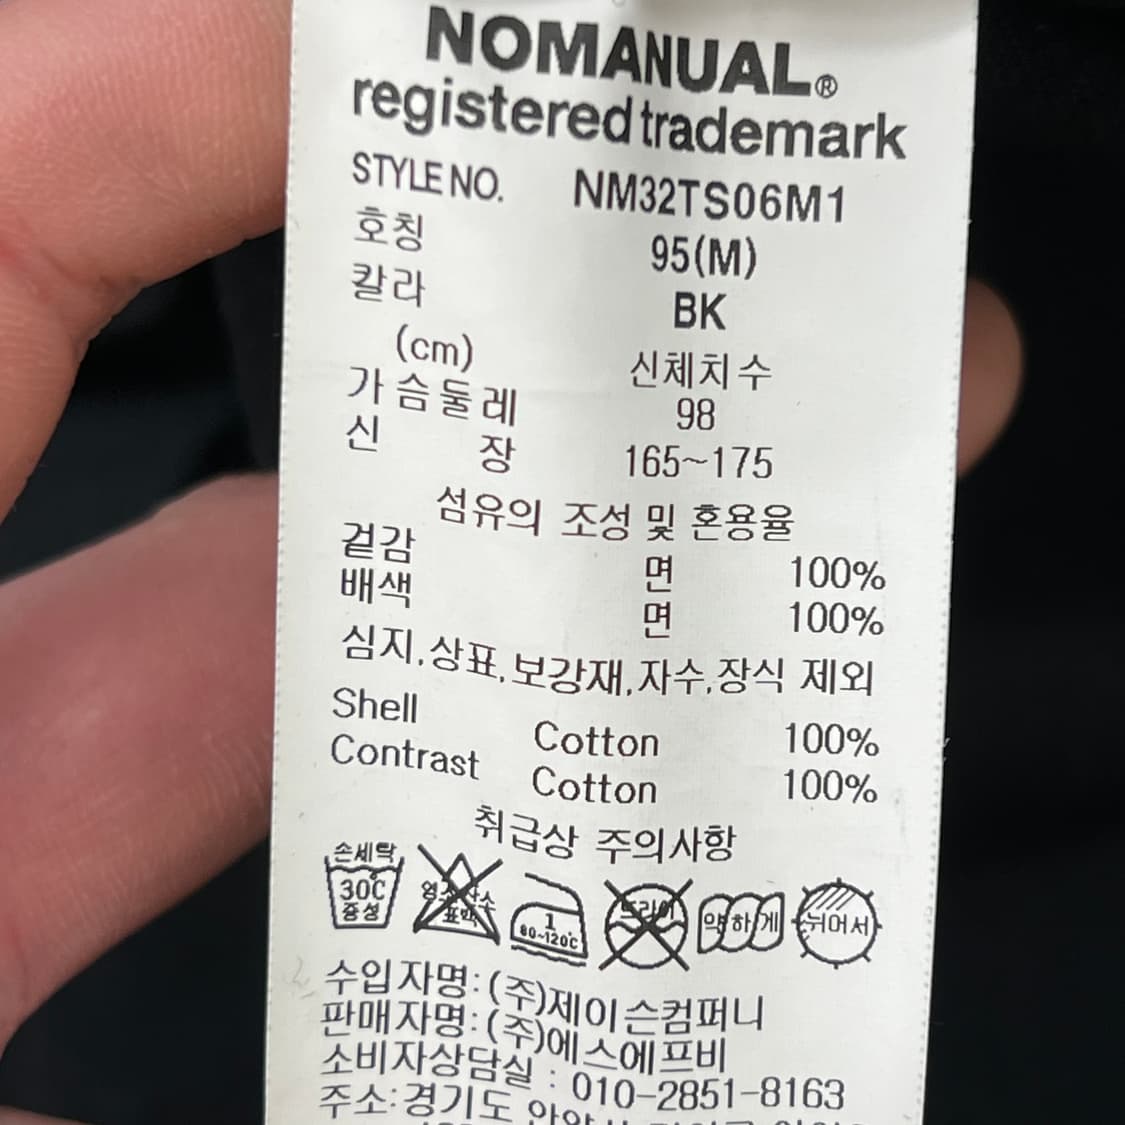 NOMANUAL®
registered trademark
STYLE NO. NM32TS06M1
호칭 95(M)
칼라 BK
(cm) 신체치수
가슴둘레 98
신장 165~175
섬유의 조성 및 혼용율
겉감 면 100%
배색 면 100%
심지,상표,보강재,자수,장식 제외
Shell Cotton 100%
Contrast Cotton 100%
취급상 주의사항
손세탁
30℃
중성
염소산소
표백
1
80~120℃
드라이
약하게
뉘어서
수입자명:(주)제이슨컴퍼니
판매자명:(주)에스에프비
소비자상담실 : 010-2851-8163
주소:경기도